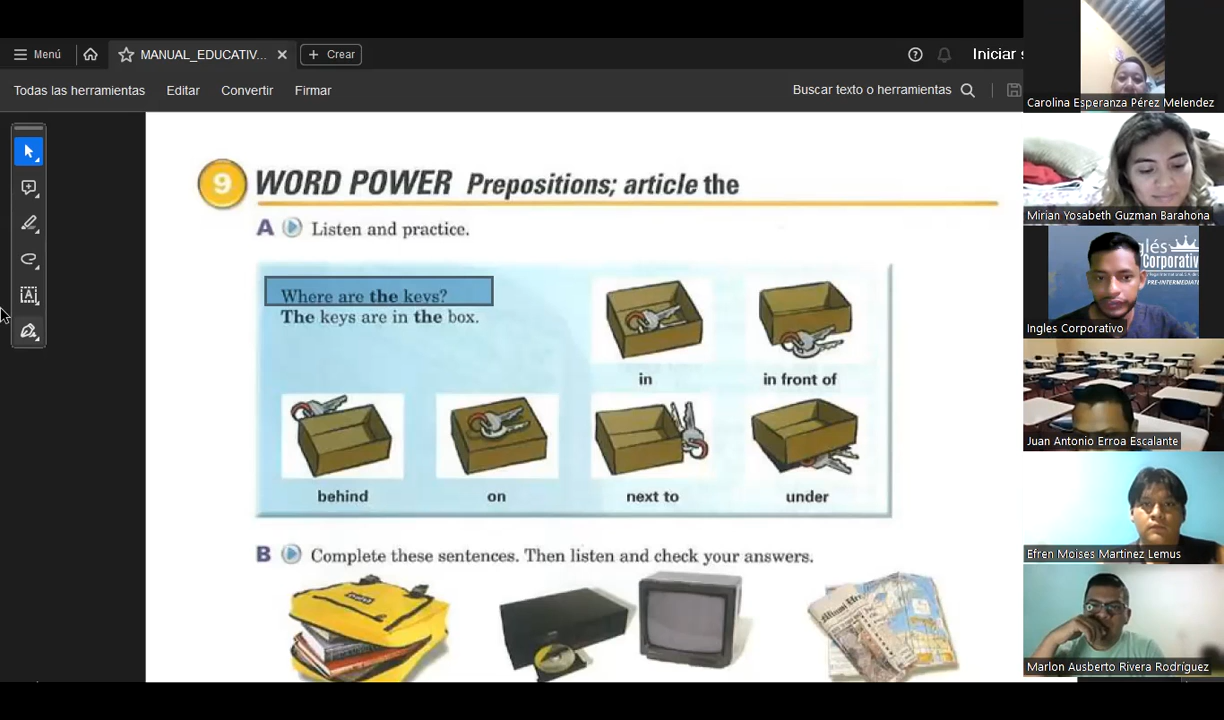 Menú
MANUAL_EDUCATIV...
Crear
Iniciar s
Todas las herramientas
Editar
Convertir
Firmar
Buscar texto o herramientas
9 WORD POWER Prepositions; article the
A Listen and practice.
Where are the keys?
The keys are in the box.
in
in front of
behind
on
next to
under
B Complete these sentences. Then listen and check your answers.
Carolina Esperanza Pérez Melendez
Mirian Yosabeth Guzman Barahona
glés
Corporativ
PRE-INTERMEDIATE
Ingles Corporativo
Juan Antonio Erroa Escalante
Efren Moises Martinez Lemus
Marlon Ausberto Rivera Rodríguez